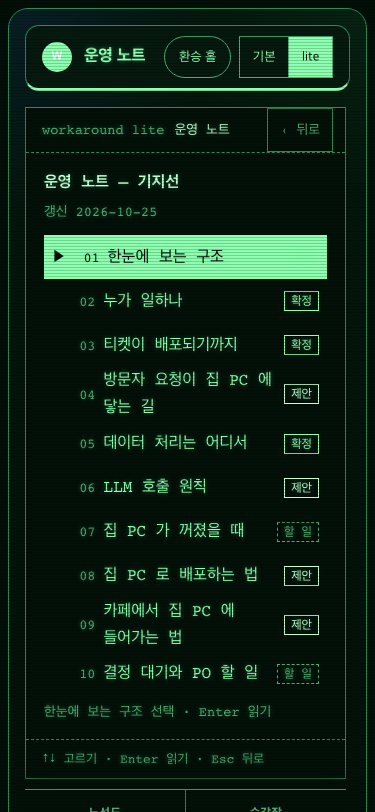 W 운영 노트 환승 홀 기본 lite
workaround lite 운영 노트 ‹ 뒤로
운영 노트 — 기지선
갱신 2026-10-25
▶ 01 한눈에 보는 구조
02 누가 일하나 확정
03 티켓이 배포되기까지 확정
04 방문자 요청이 집 PC 에
닿는 길 제안
05 데이터 처리는 어디서 확정
06 LLM 호출 원칙 제안
07 집 PC 가 꺼졌을 때 할 일
08 집 PC 로 배포하는 법 제안
09 카페에서 집 PC 에
들어가는 법 제안
10 결정 대기와 PO 할 일 할 일
한눈에 보는 구조 선택 · Enter 읽기
↑↓ 고르기 · Enter 읽기 · Esc 뒤로